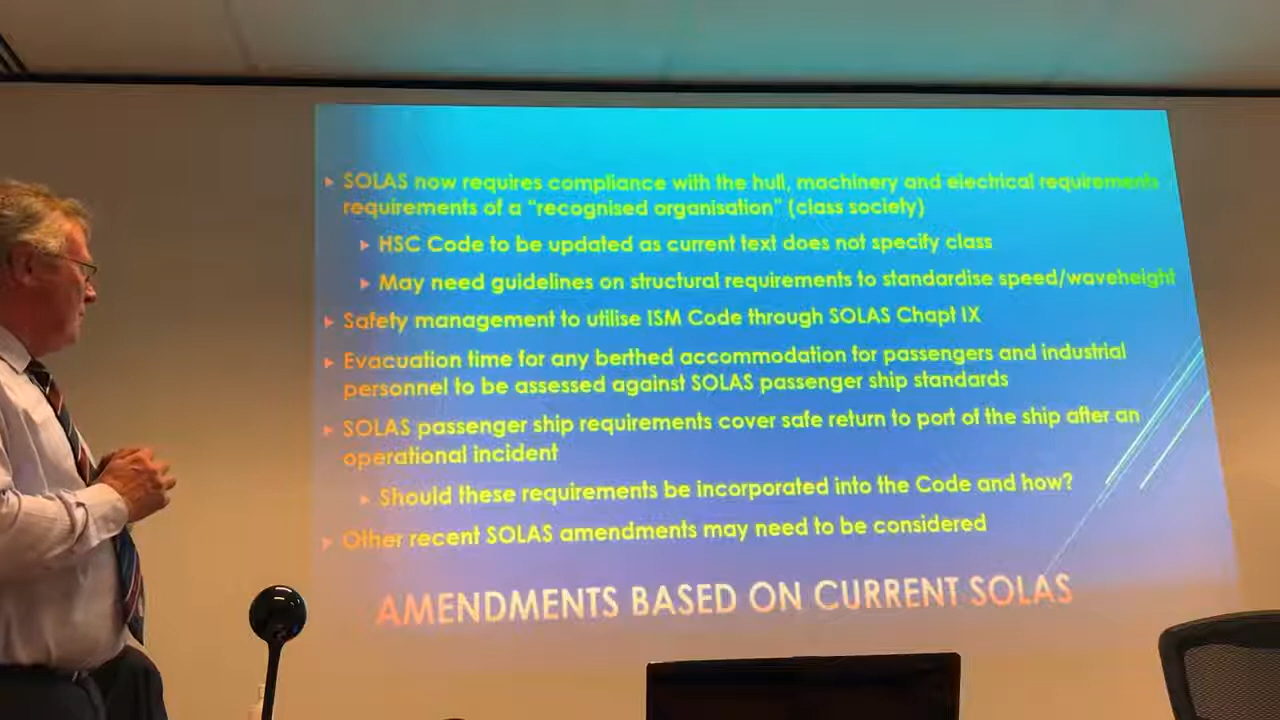 SOLAS now requires compliance with the hull, machinery and electrical requirements
requirements of a “recognised organisation” (class society)
HSC Code to be updated as current text does not specify class
May need guidelines on structural requirements to standardise speed/waveheight
Safety management to utilise ISM Code through SOLAS Chapt IX
Evacuation time for any berthed accommodation for passengers and industrial
personnel to be assessed against SOLAS passenger ship standards
SOLAS passenger ship requirements cover safe return to port of the ship after an
operational incident
Should these requirements be incorporated into the Code and how?
Other recent SOLAS amendments may need to be considered
AMENDMENTS BASED ON CURRENT SOLAS